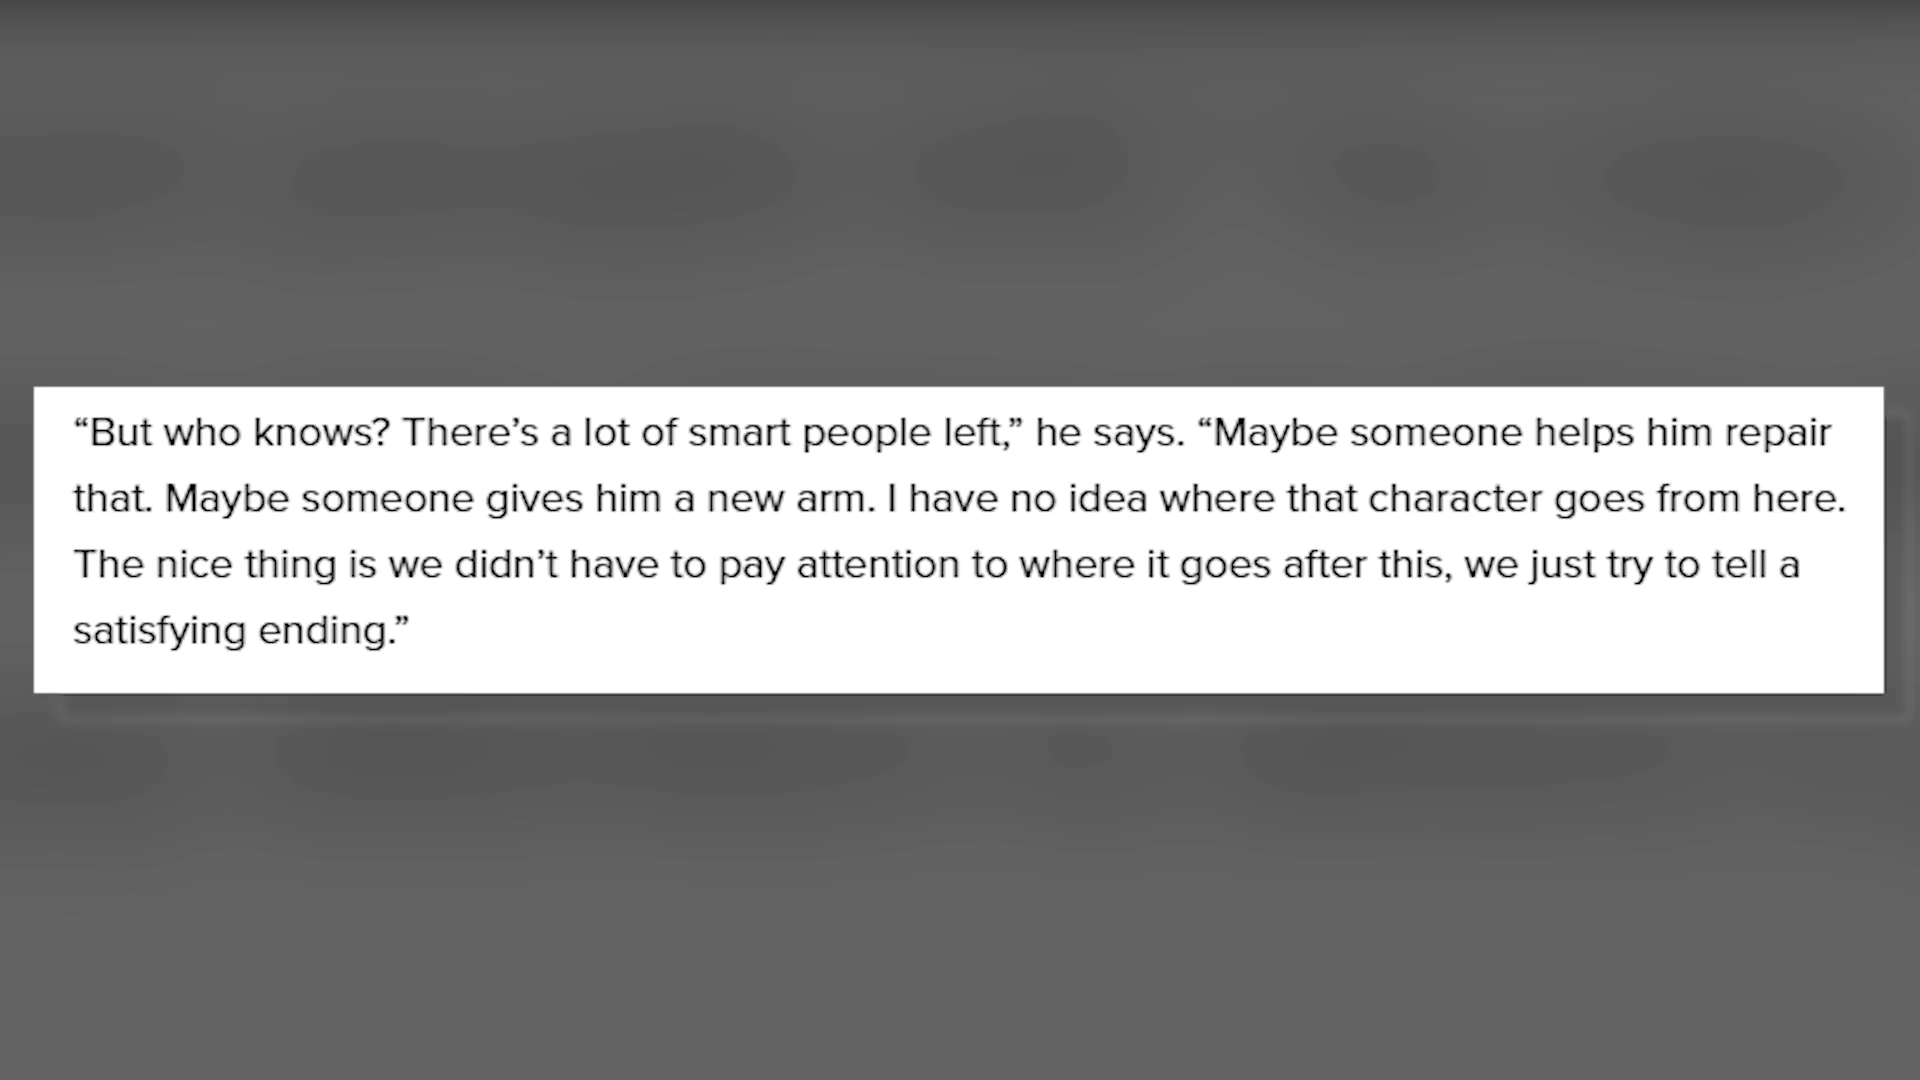 “But who knows? There’s a lot of smart people left,” he says. “Maybe someone helps him repair
that. Maybe someone gives him a new arm. I have no idea where that character goes from here.
The nice thing is we didn’t have to pay attention to where it goes after this, we just try to tell a
satisfying ending.”